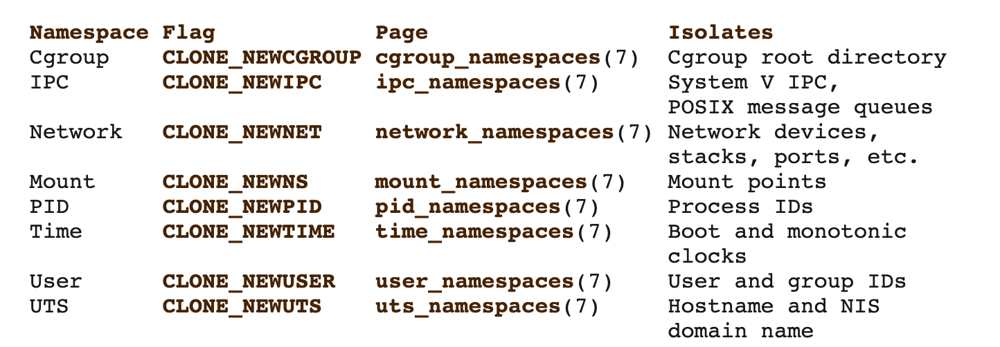 Namespace Flag Page Isolates
Cgroup CLONE_NEWCGROUP cgroup_namespaces(7) Cgroup root directory
IPC CLONE_NEWIPC ipc_namespaces(7) System V IPC,
POSIX message queues
Network CLONE_NEWNET network_namespaces(7) Network devices,
stacks, ports, etc.
Mount CLONE_NEWNS mount_namespaces(7) Mount points
PID CLONE_NEWPID pid_namespaces(7) Process IDs
Time CLONE_NEWTIME time_namespaces(7) Boot and monotonic
clocks
User CLONE_NEWUSER user_namespaces(7) User and group IDs
UTS CLONE_NEWUTS uts_namespaces(7) Hostname and NIS
domain name